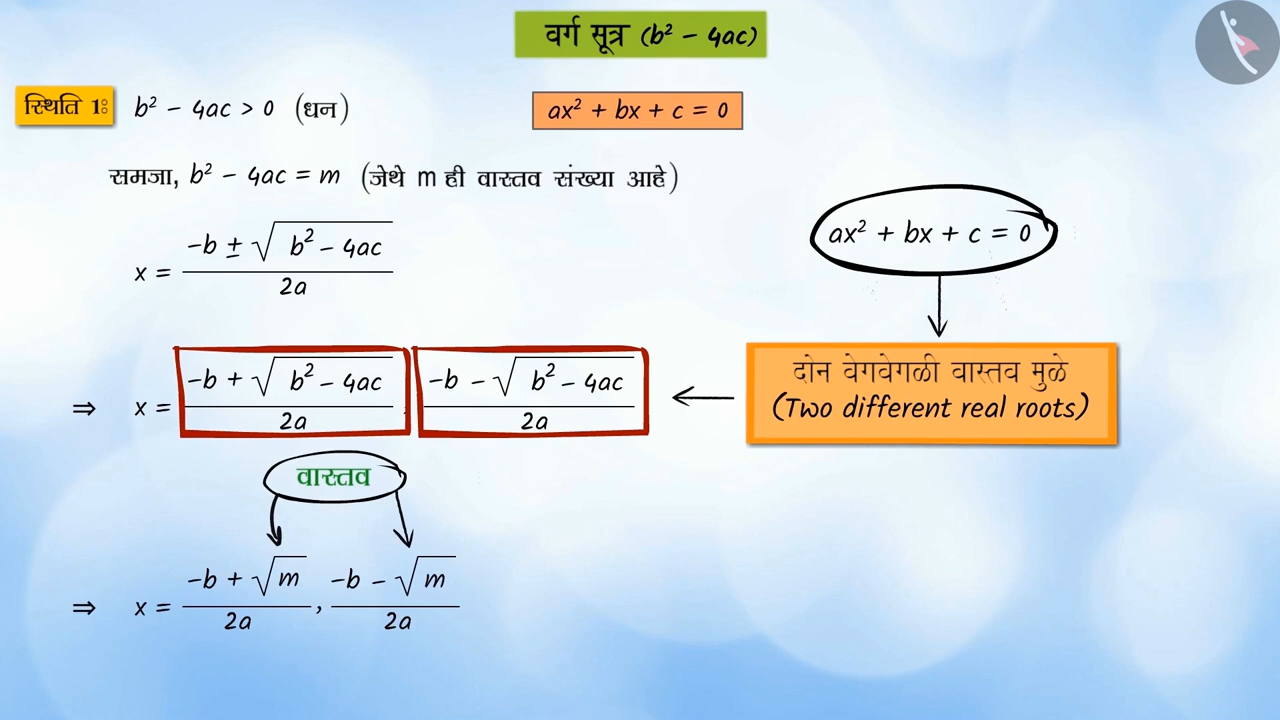 वर्ग सूत्र (b² – 4ac)
स्थिति 1ः b² – 4ac > 0 (धन)
ax² + bx + c = 0
समजा, b² – 4ac = m (जेथे m ही वास्तव संख्या आहे)
x = (–b ± √(b² – 4ac)) / 2a
ax² + bx + c = 0
⇒ x = (–b + √(b² – 4ac)) / 2a (–b – √(b² – 4ac)) / 2a
दोन वेगवेगळी वास्तव मुळे
(Two different real roots)
वास्तव
⇒ x = (–b + √m) / 2a , (–b – √m) / 2a